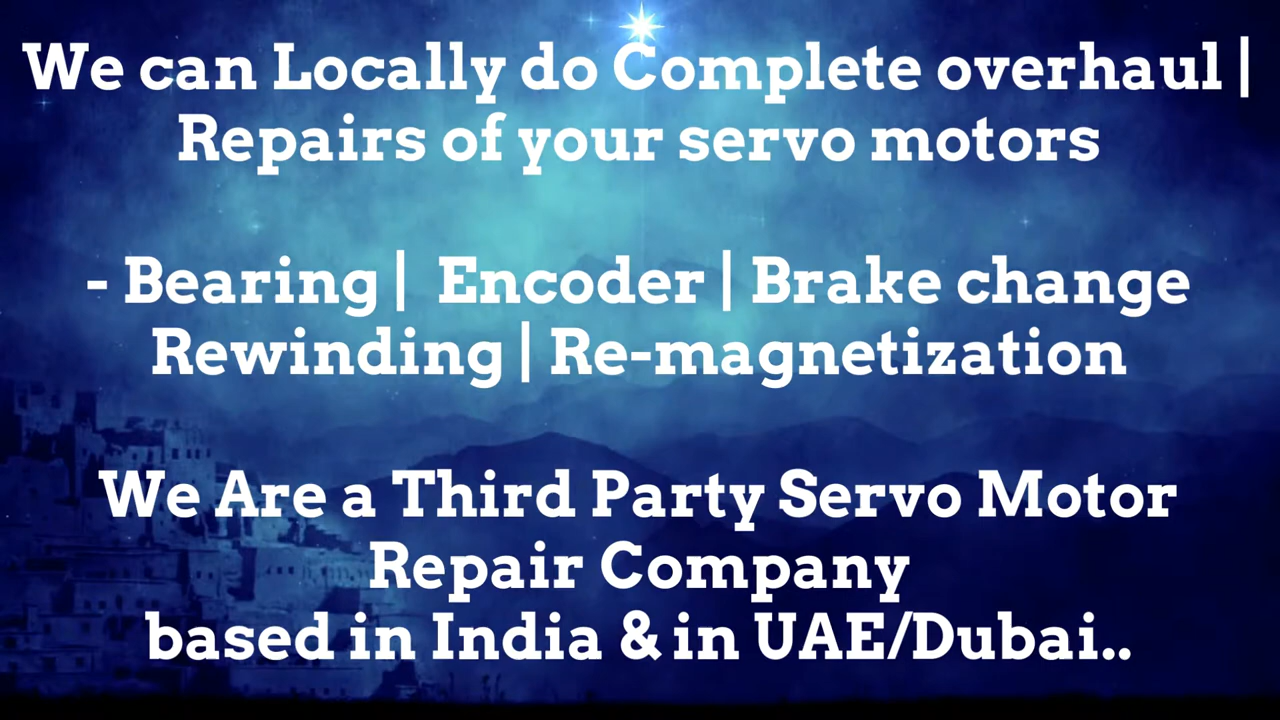 We can Locally do Complete overhaul |
Repairs of your servo motors
- Bearing | Encoder | Brake change
Rewinding | Re-magnetization
We Are a Third Party Servo Motor
Repair Company
based in India & in UAE/Dubai..